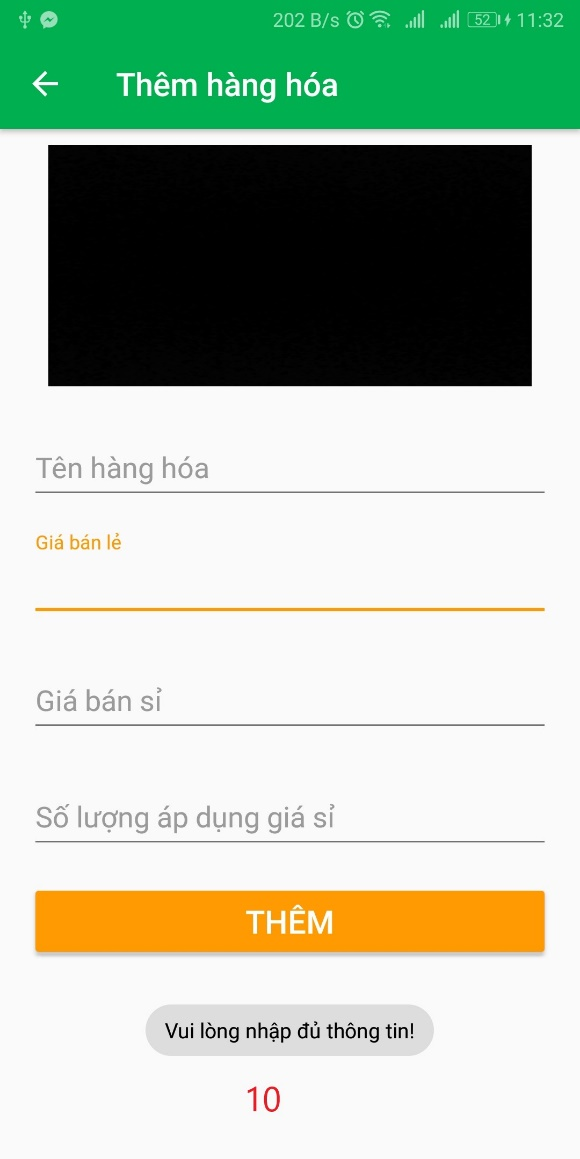 202 B/s 52 11:32
Thêm hàng hóa
Tên hàng hóa
Giá bán lẻ
Giá bán sỉ
Số lượng áp dụng giá sỉ
THÊM
Vui lòng nhập đủ thông tin!
10